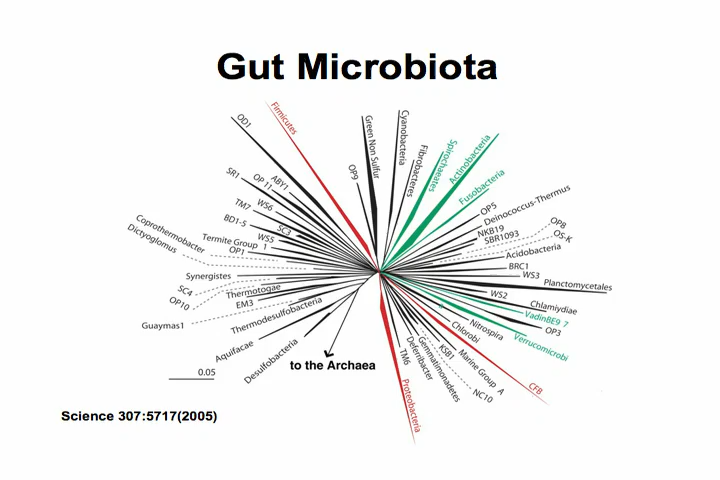 Gut Microbiota
OD1
Firmicutes
Green Non Sulfur
Cyanobacteria
Fibrobacteres
Spirochaeates
Actinobacteria
Fusobacteria
OP9
SR1
OP 11
ABY1
TM7
WS6
BD1-5
SC3
WS5
Termite Group 1
OP1
Coprothermobacter
Dictyoglomus
Synergistes
SC4
OP10
Thermotogae
EM3
Guaymas1
Thermodesulfobacteria
Aquifacae
Desulfobacteria
OP5
Deinococcus-Thermus
NKB19
SBR1093
OP8
OS-K
Acidobacteria
BRC1
WS3
Planctomycetales
WS2
Chlamiydiae
VadinBE9 7
OP3
Verrucomicrobi
Nitrospira
Chlorobi
CFB
Marine Group A
KSB1
NC10
Gemmatimonadetes
Deferribacter
TM6
Proteobacteria
to the Archaea
0.05
Science 307:5717(2005)